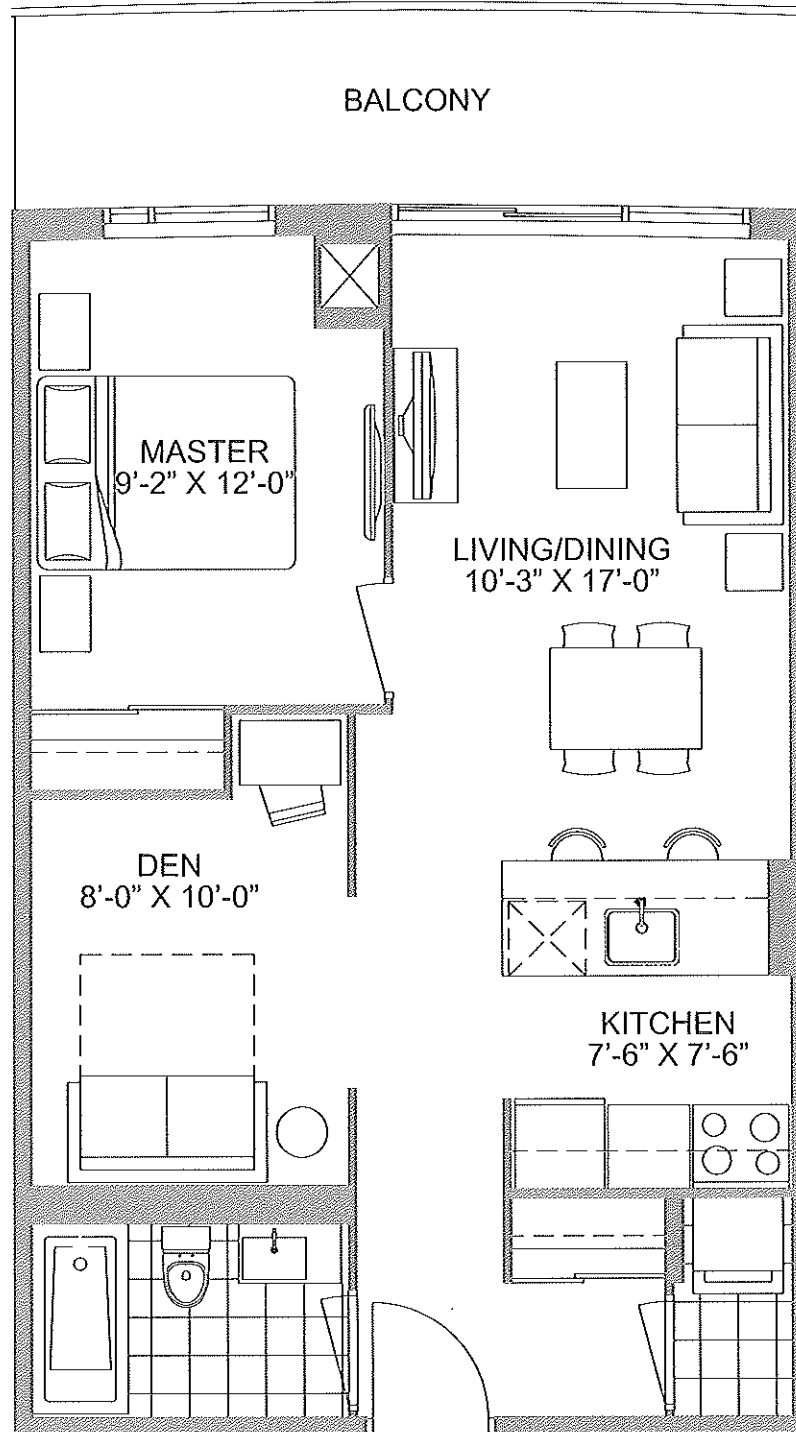 BALCONY
MASTER
9'-2” X 12'-0”
LIVING/DINING
10'-3” X 17'-0”
DEN
8'-0” X 10'-0”
KITCHEN
7'-6” X 7'-6”